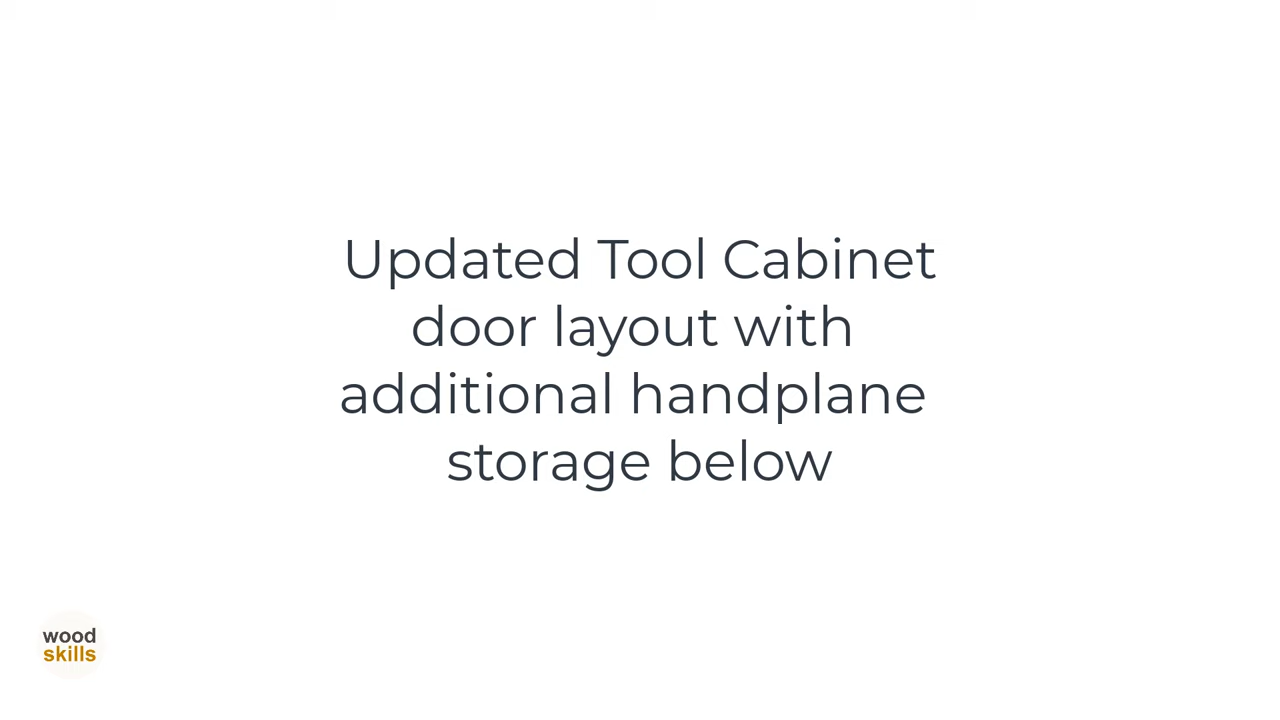 Updated Tool Cabinet
door layout with
additional handplane
storage below
wood
skills